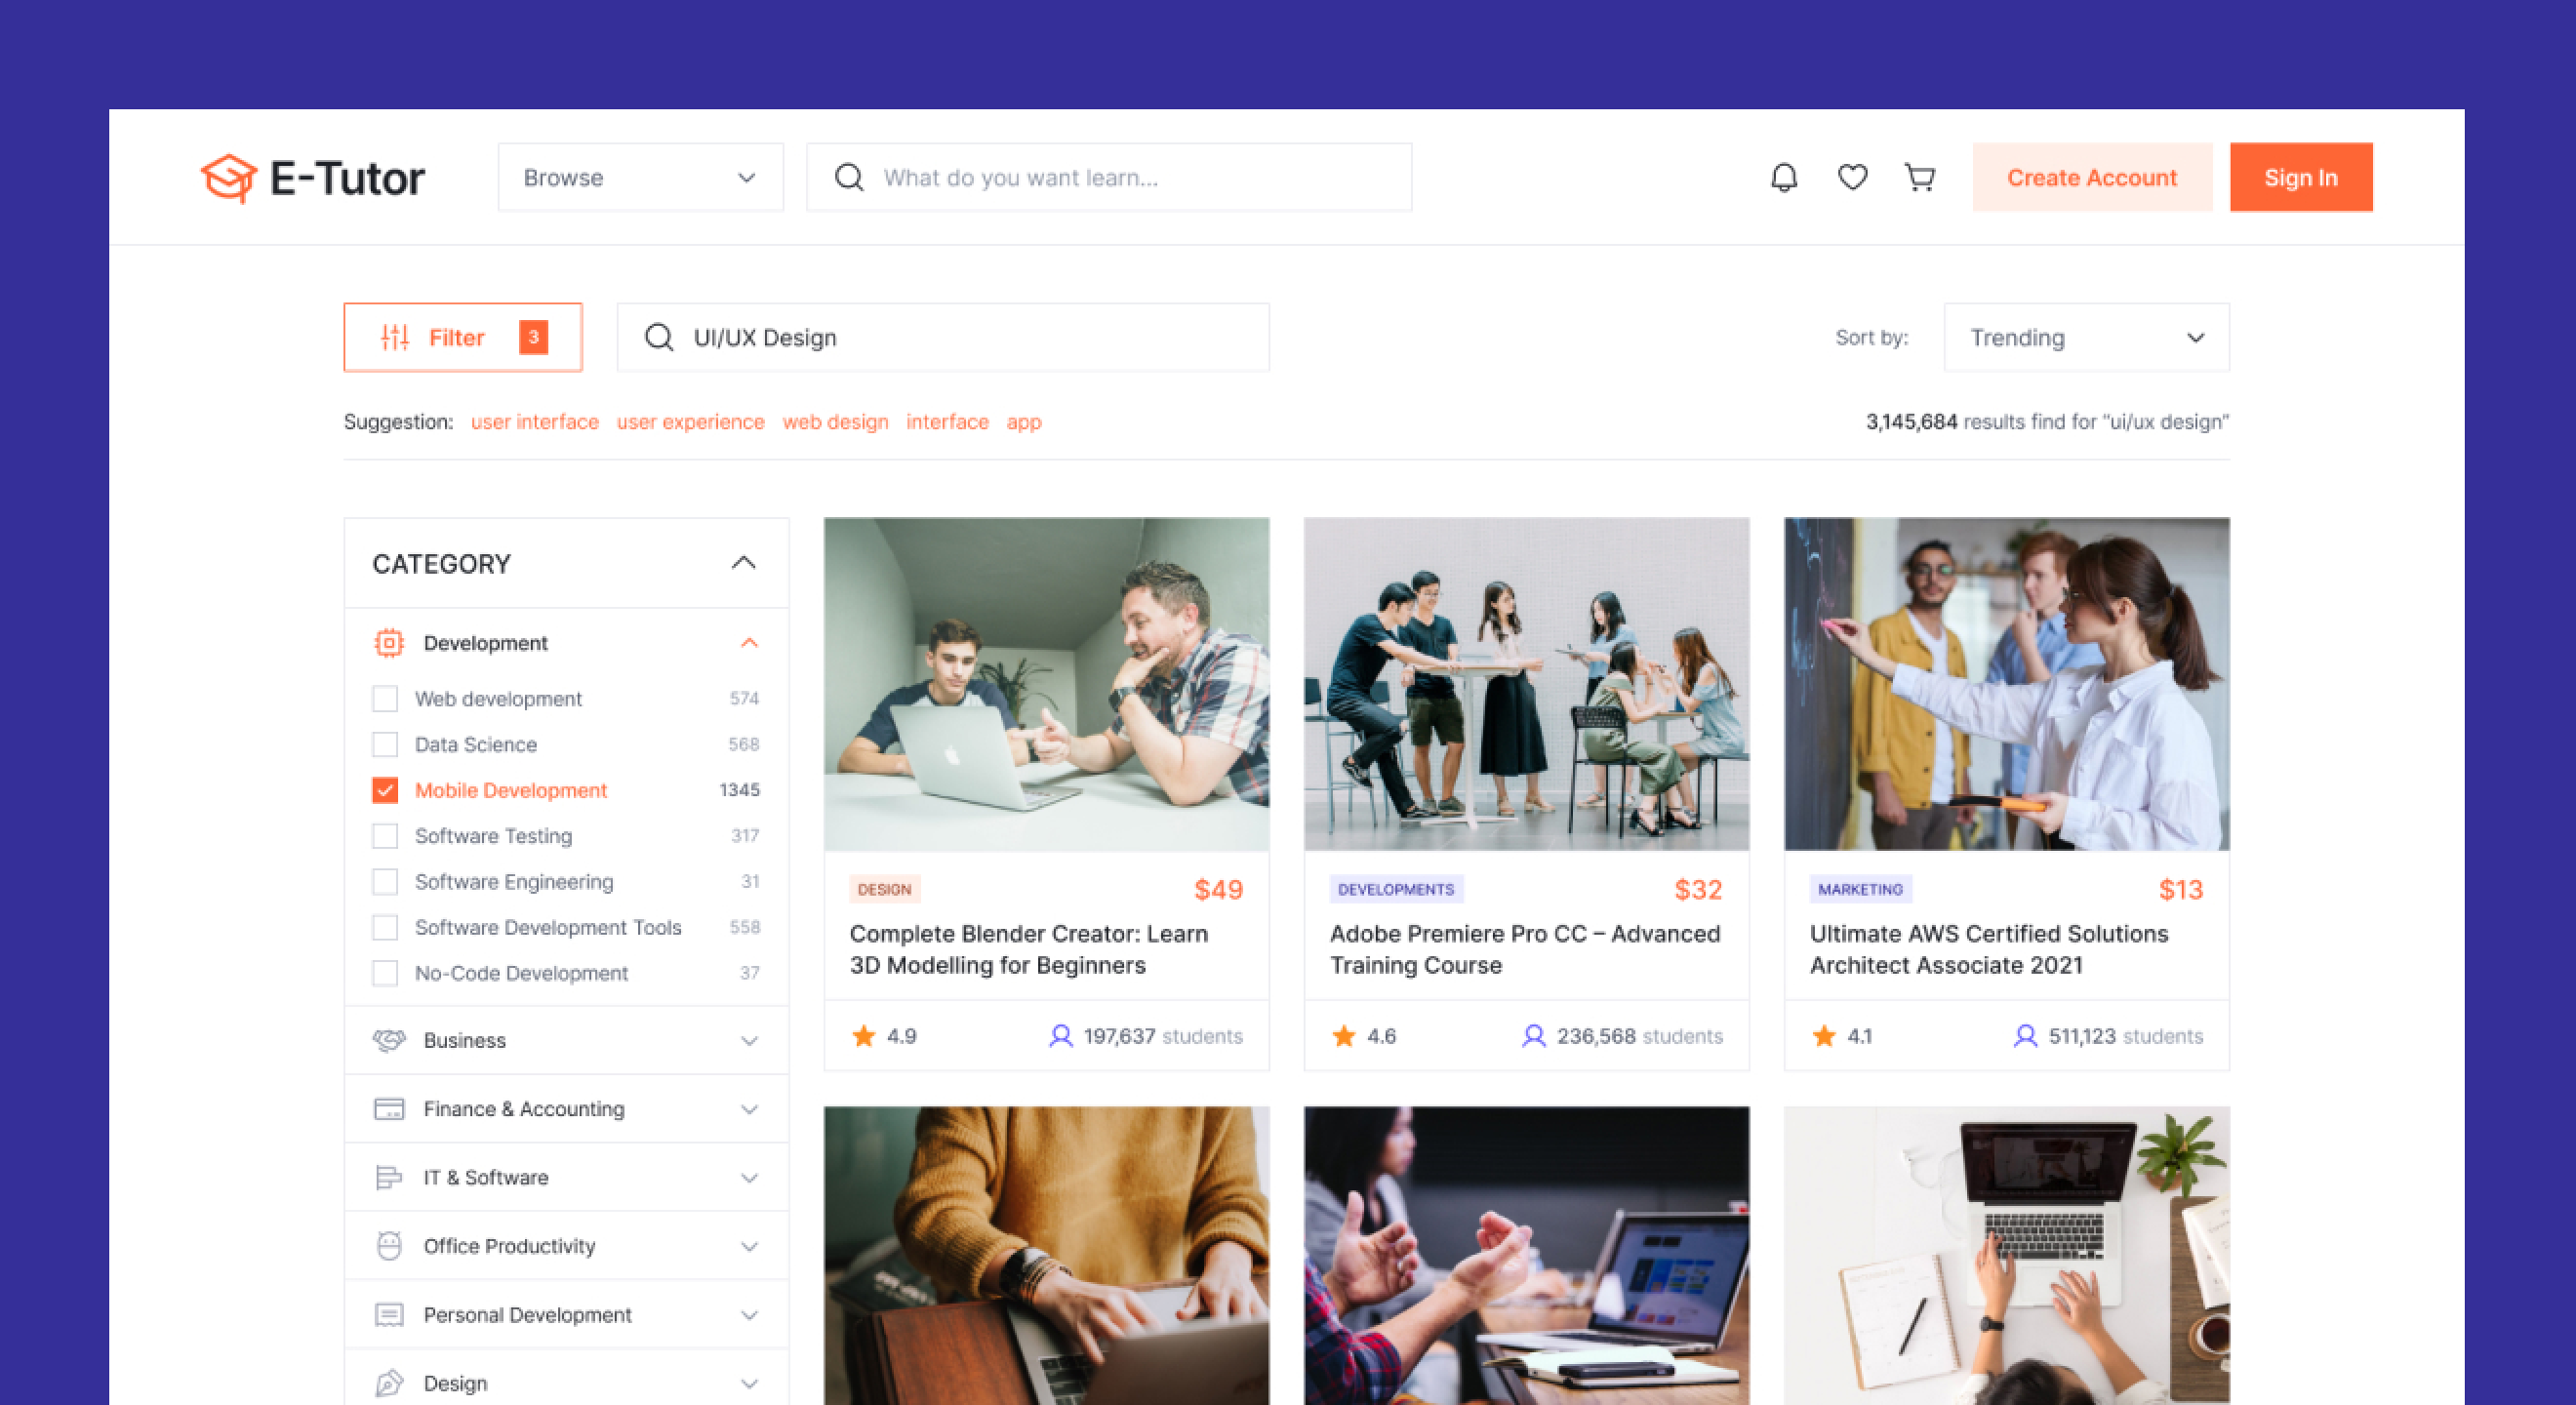 E-Tutor
Browse
What do you want learn...
Create Account
Sign In
Filter 3
UI/UX Design
Sort by:
Trending
Suggestion: user interface user experience web design interface app
3,145,684 results find for “ui/ux design”
CATEGORY
Development
Web development 574
Data Science 568
Mobile Development 1345
Software Testing 317
Software Engineering 31
Software Development Tools 558
No-Code Development 37
Business
Finance & Accounting
IT & Software
Office Productivity
Personal Development
Design
DESIGN $49
Complete Blender Creator: Learn
3D Modelling for Beginners
4.9 197,637 students
DEVELOPMENTS $32
Adobe Premiere Pro CC – Advanced
Training Course
4.6 236,568 students
MARKETING $13
Ultimate AWS Certified Solutions
Architect Associate 2021
4.1 511,123 students